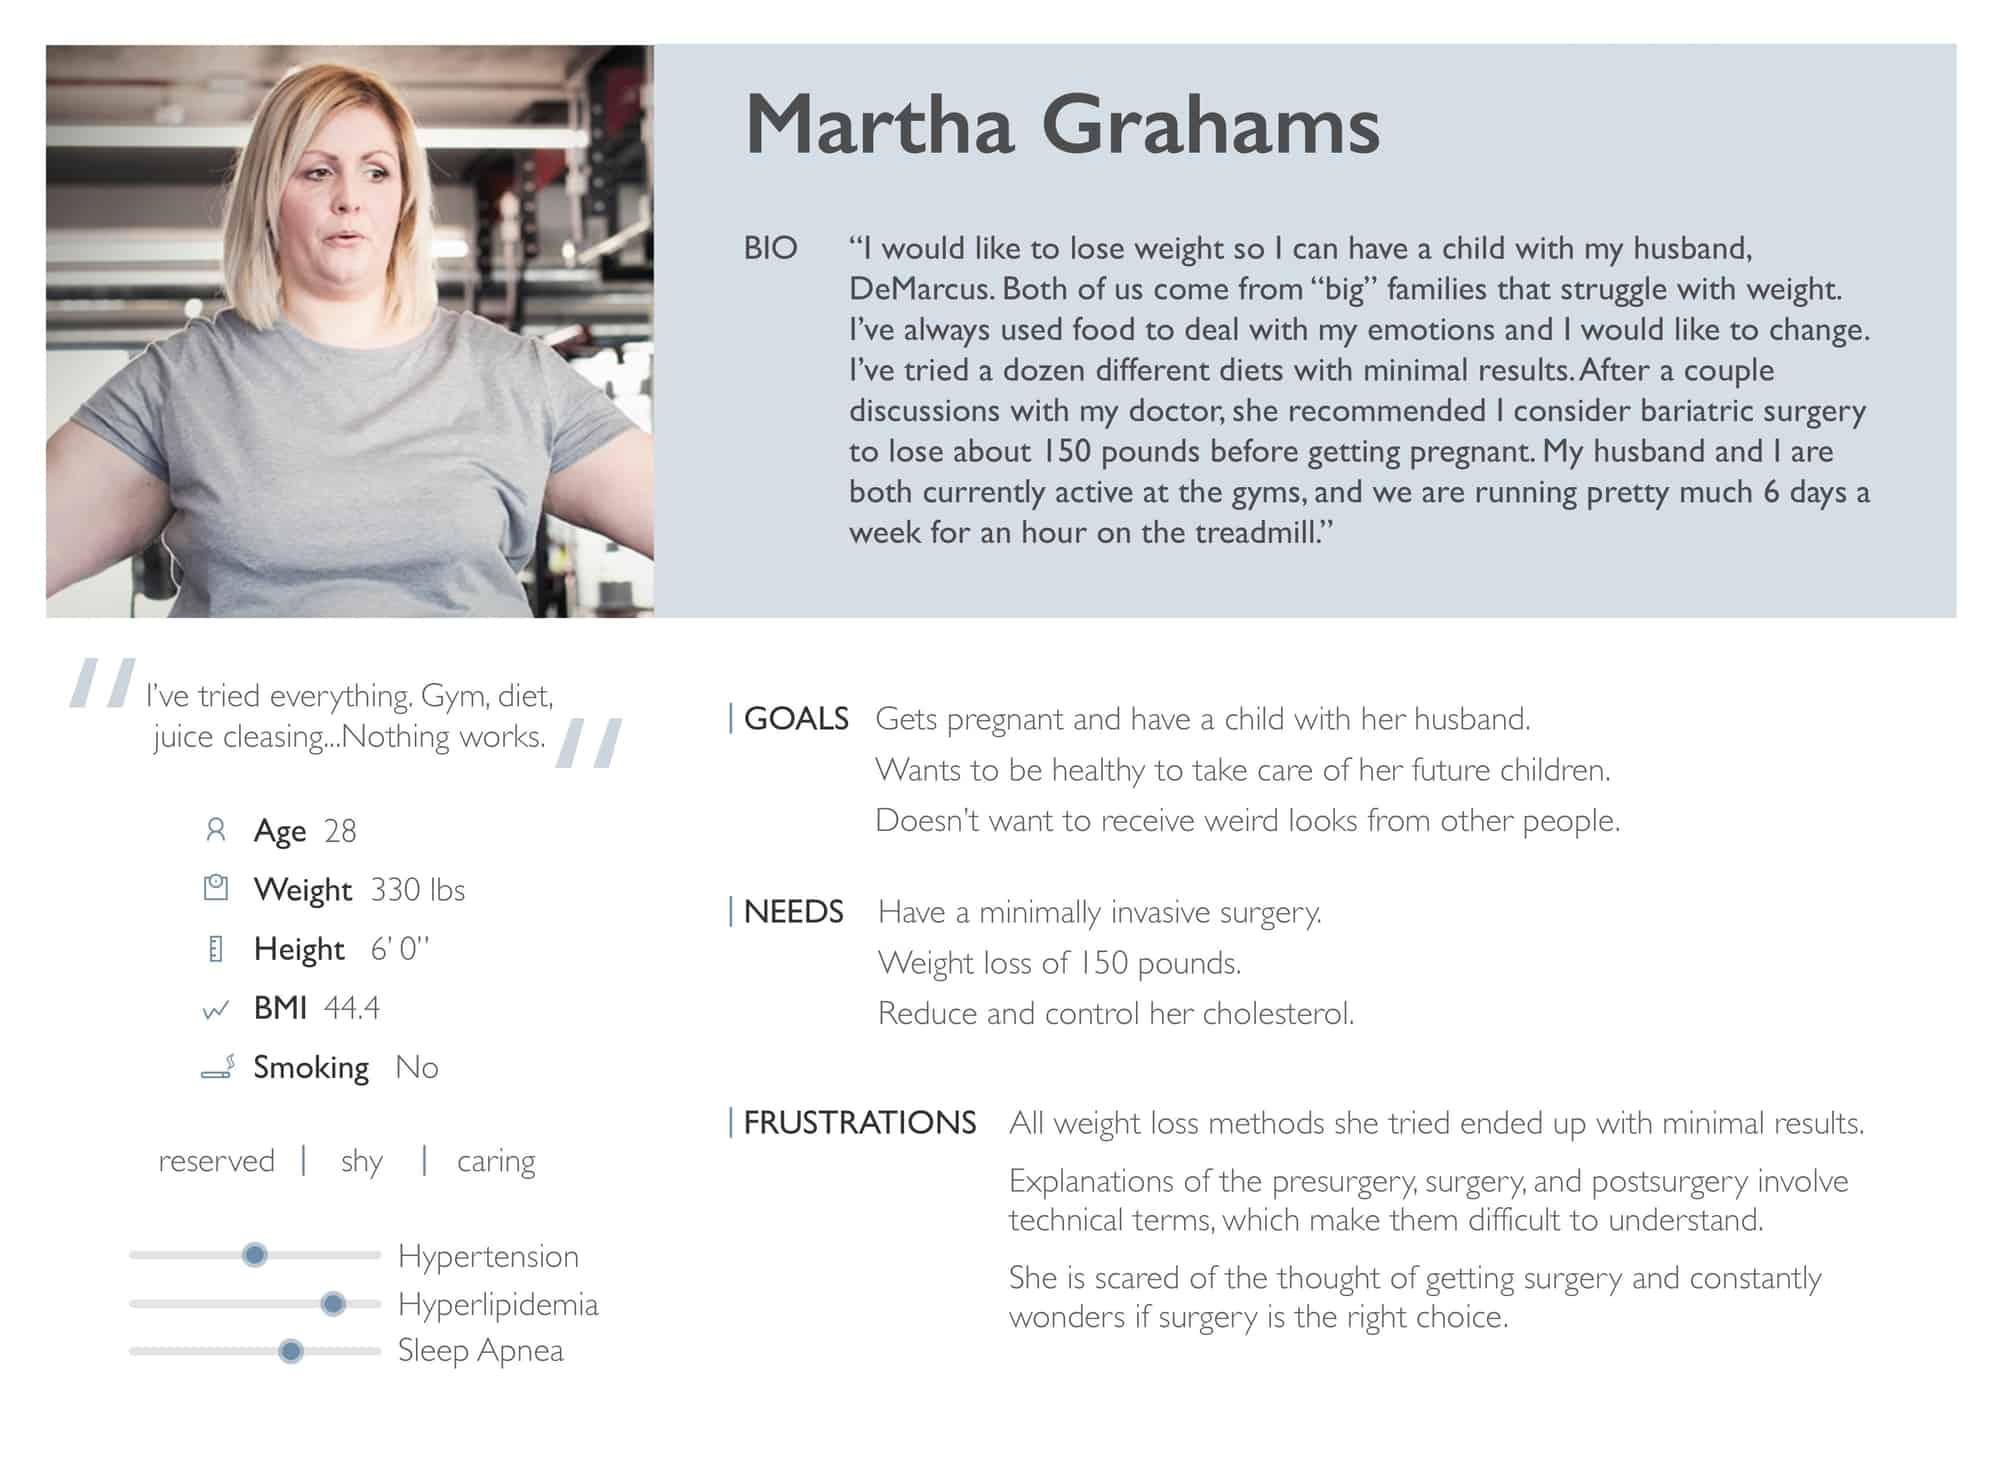 Martha Grahams
BIO “I would like to lose weight so I can have a child with my husband,
DeMarcus. Both of us come from “big” families that struggle with weight.
I’ve always used food to deal with my emotions and I would like to change.
I’ve tried a dozen different diets with minimal results. After a couple
discussions with my doctor, she recommended I consider bariatric surgery
to lose about 150 pounds before getting pregnant. My husband and I are
both currently active at the gyms, and we are running pretty much 6 days a
week for an hour on the treadmill.”
"I’ve tried everything. Gym, diet,
juice cleasing...Nothing works."
Age 28
Weight 330 lbs
Height 6’ 0”
BMI 44.4
Smoking No
reserved | shy | caring
Hypertension
Hyperlipidemia
Sleep Apnea
| GOALS Gets pregnant and have a child with her husband.
Wants to be healthy to take care of her future children.
Doesn’t want to receive weird looks from other people.
| NEEDS Have a minimally invasive surgery.
Weight loss of 150 pounds.
Reduce and control her cholesterol.
| FRUSTRATIONS All weight loss methods she tried ended up with minimal results.
Explanations of the presurgery, surgery, and postsurgery involve
technical terms, which make them difficult to understand.
She is scared of the thought of getting surgery and constantly
wonders if surgery is the right choice.